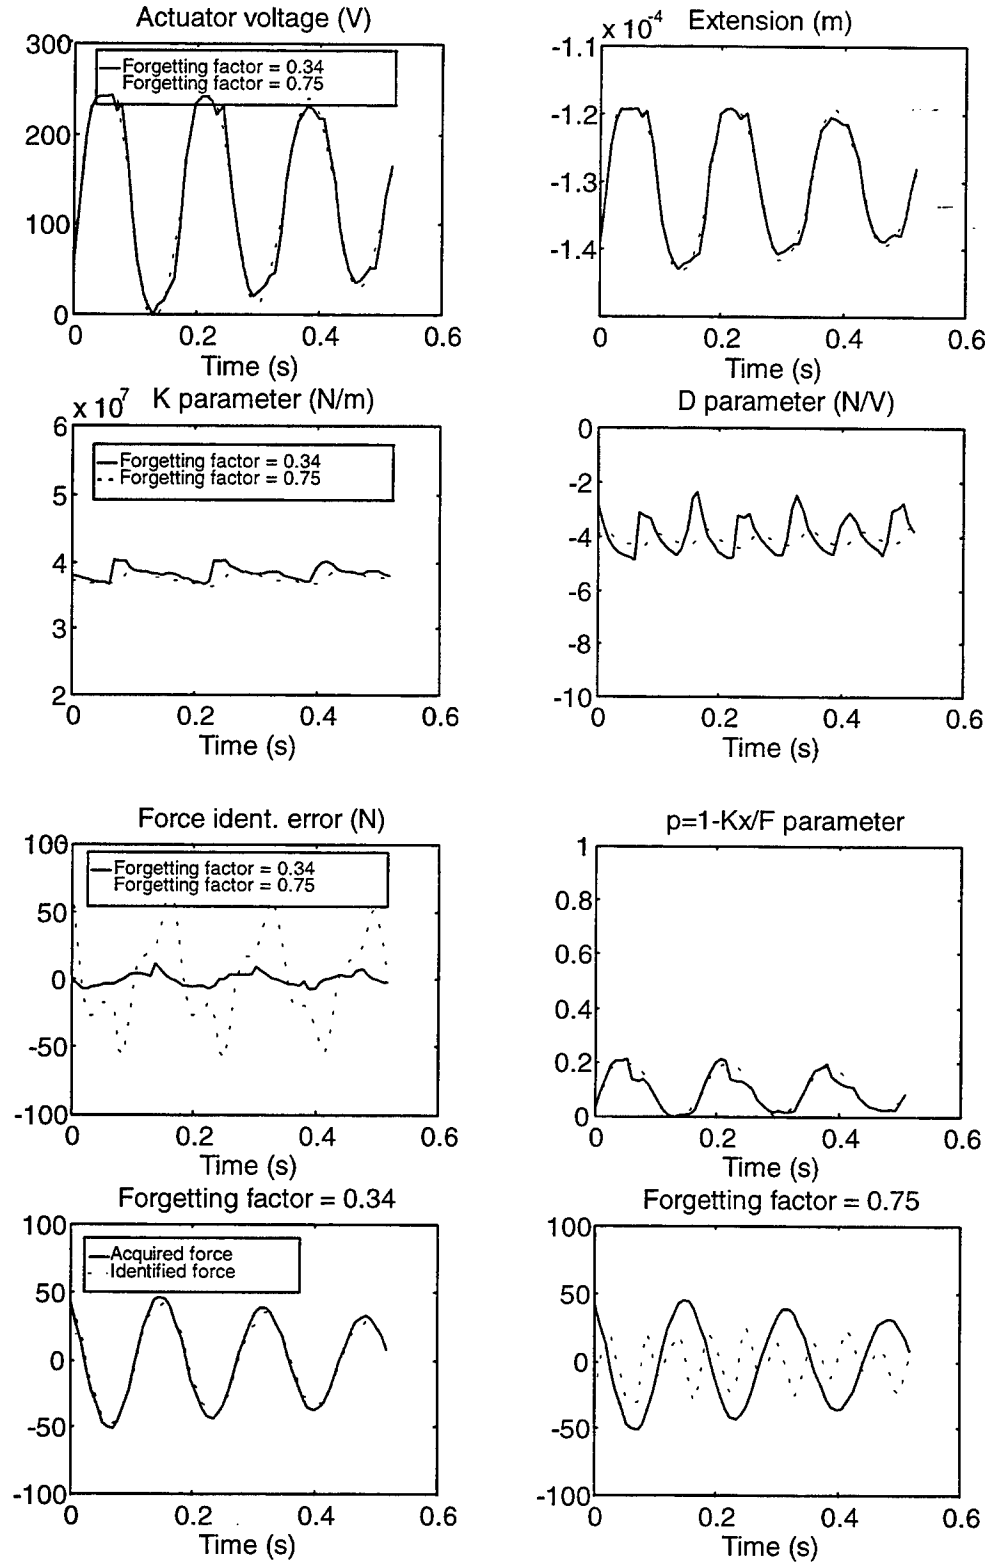 Actuator voltage (V)
300
Forgetting factor = 0.34
Forgetting factor = 0.75
200
100
0
0 0.2 0.4 0.6
Time (s)
x 10^-4 Extension (m)
-1.1
-1.2
-1.3
-1.4
0 0.2 0.4 0.6
Time (s)
x 10^7 K parameter (N/m)
6
Forgetting factor = 0.34
Forgetting factor = 0.75
5
4
3
2
0 0.2 0.4 0.6
Time (s)
D parameter (N/V)
0
-2
-4
-6
-8
-10
0 0.2 0.4 0.6
Time (s)
Force ident. error (N)
100
Forgetting factor = 0.34
Forgetting factor = 0.75
50
0
-50
-100
0 0.2 0.4 0.6
Time (s)
p=1-Kx/F parameter
1
0.8
0.6
0.4
0.2
0
0 0.2 0.4 0.6
Time (s)
Forgetting factor = 0.34
100
Acquired force
Identified force
50
0
-50
-100
0 0.2 0.4 0.6
Time (s)
Forgetting factor = 0.75
100
50
0
-50
-100
0 0.2 0.4 0.6
Time (s)